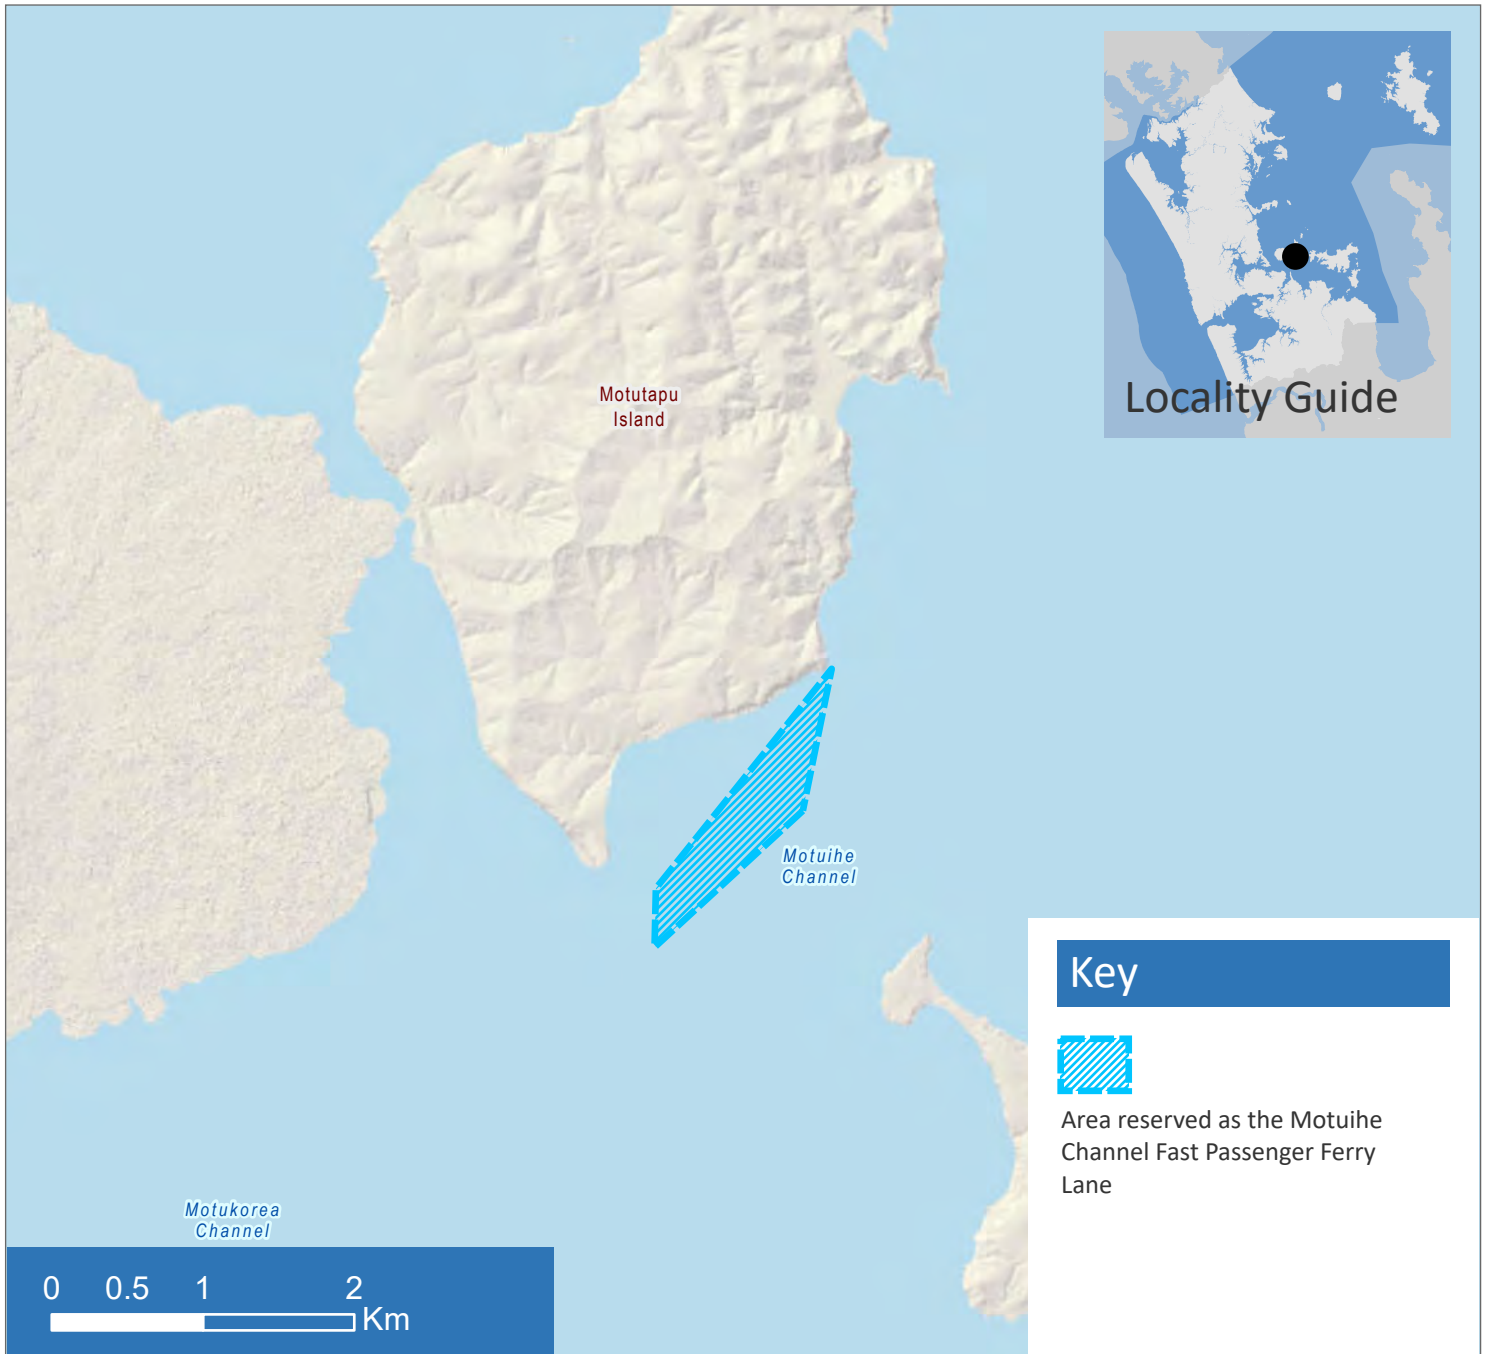 Locality Guide
Motutapu
Island
Motuihe
Channel
Key
Area reserved as the Motuihe
Channel Fast Passenger Ferry
Lane
Motukorea
Channel
0 0.5 1 2
Km